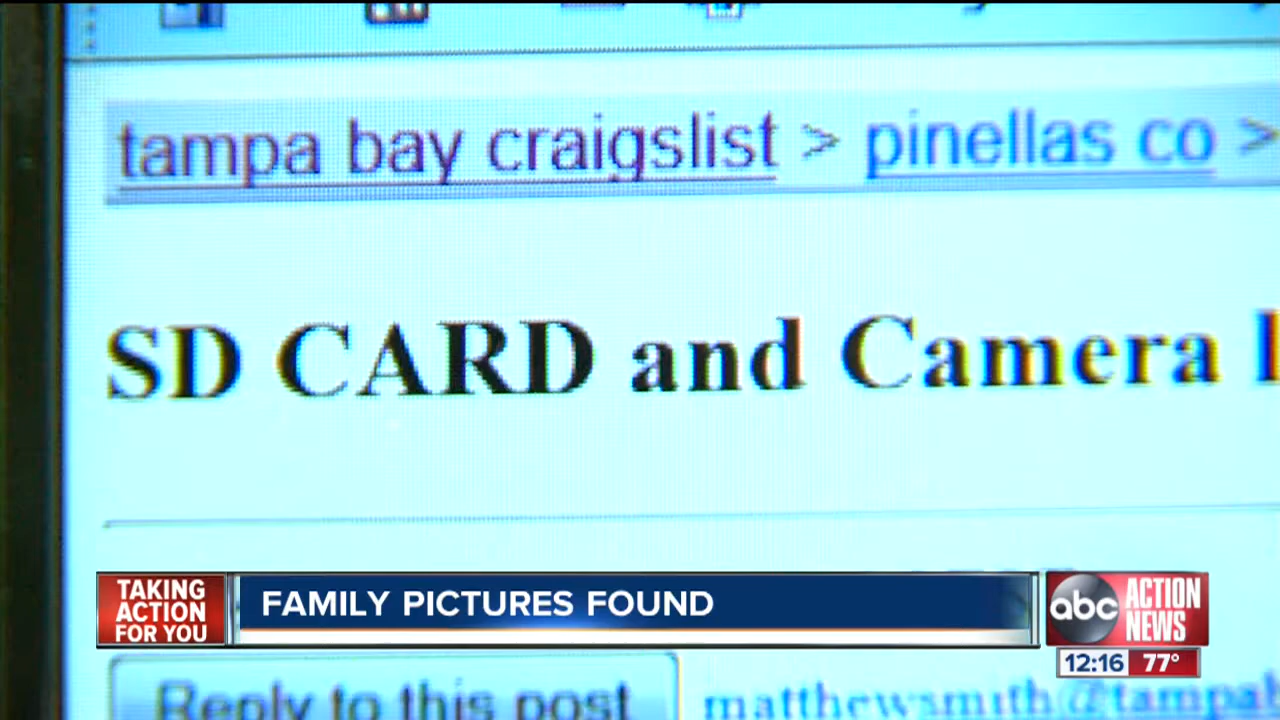 tampa bay craigslist > pinellas co >
SD CARD and Camera
TAKING
ACTION
FOR YOU
FAMILY PICTURES FOUND
abc
ACTION
NEWS
12:16 77°
Reply to this post